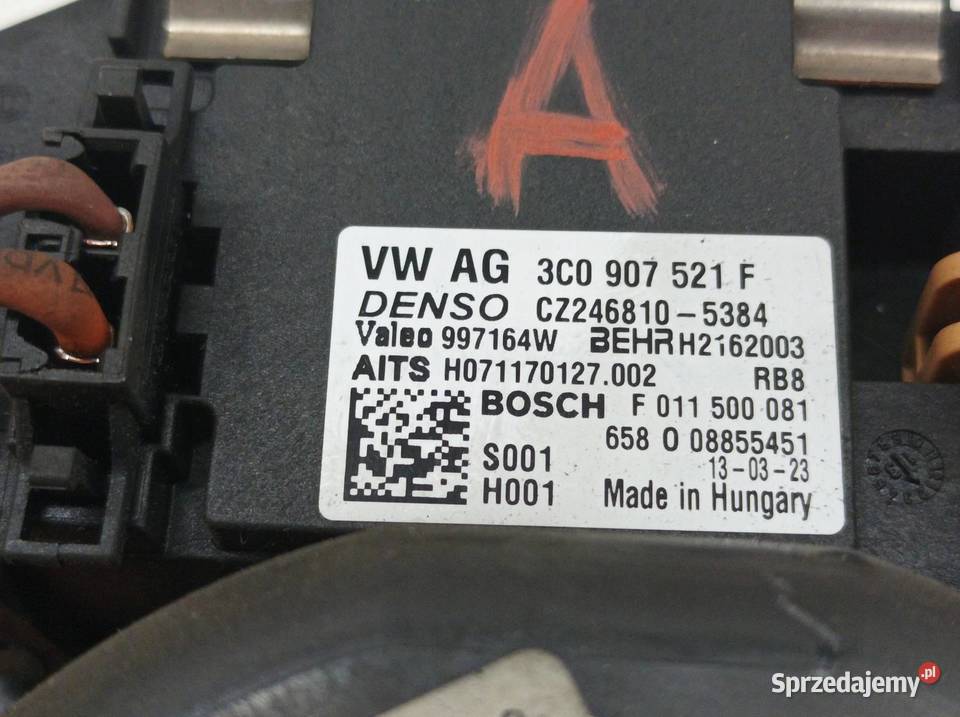 A
VW AG 3C0 907 521 F
DENSO CZ246810-5384
Valeo 997164W BEHR H2162003
AITS H071170127.002 RB8
BOSCH F 011 500 081
658 0 08855451
S001 13-03-23
H001 Made in Hungary
Sprzedajemy.pl